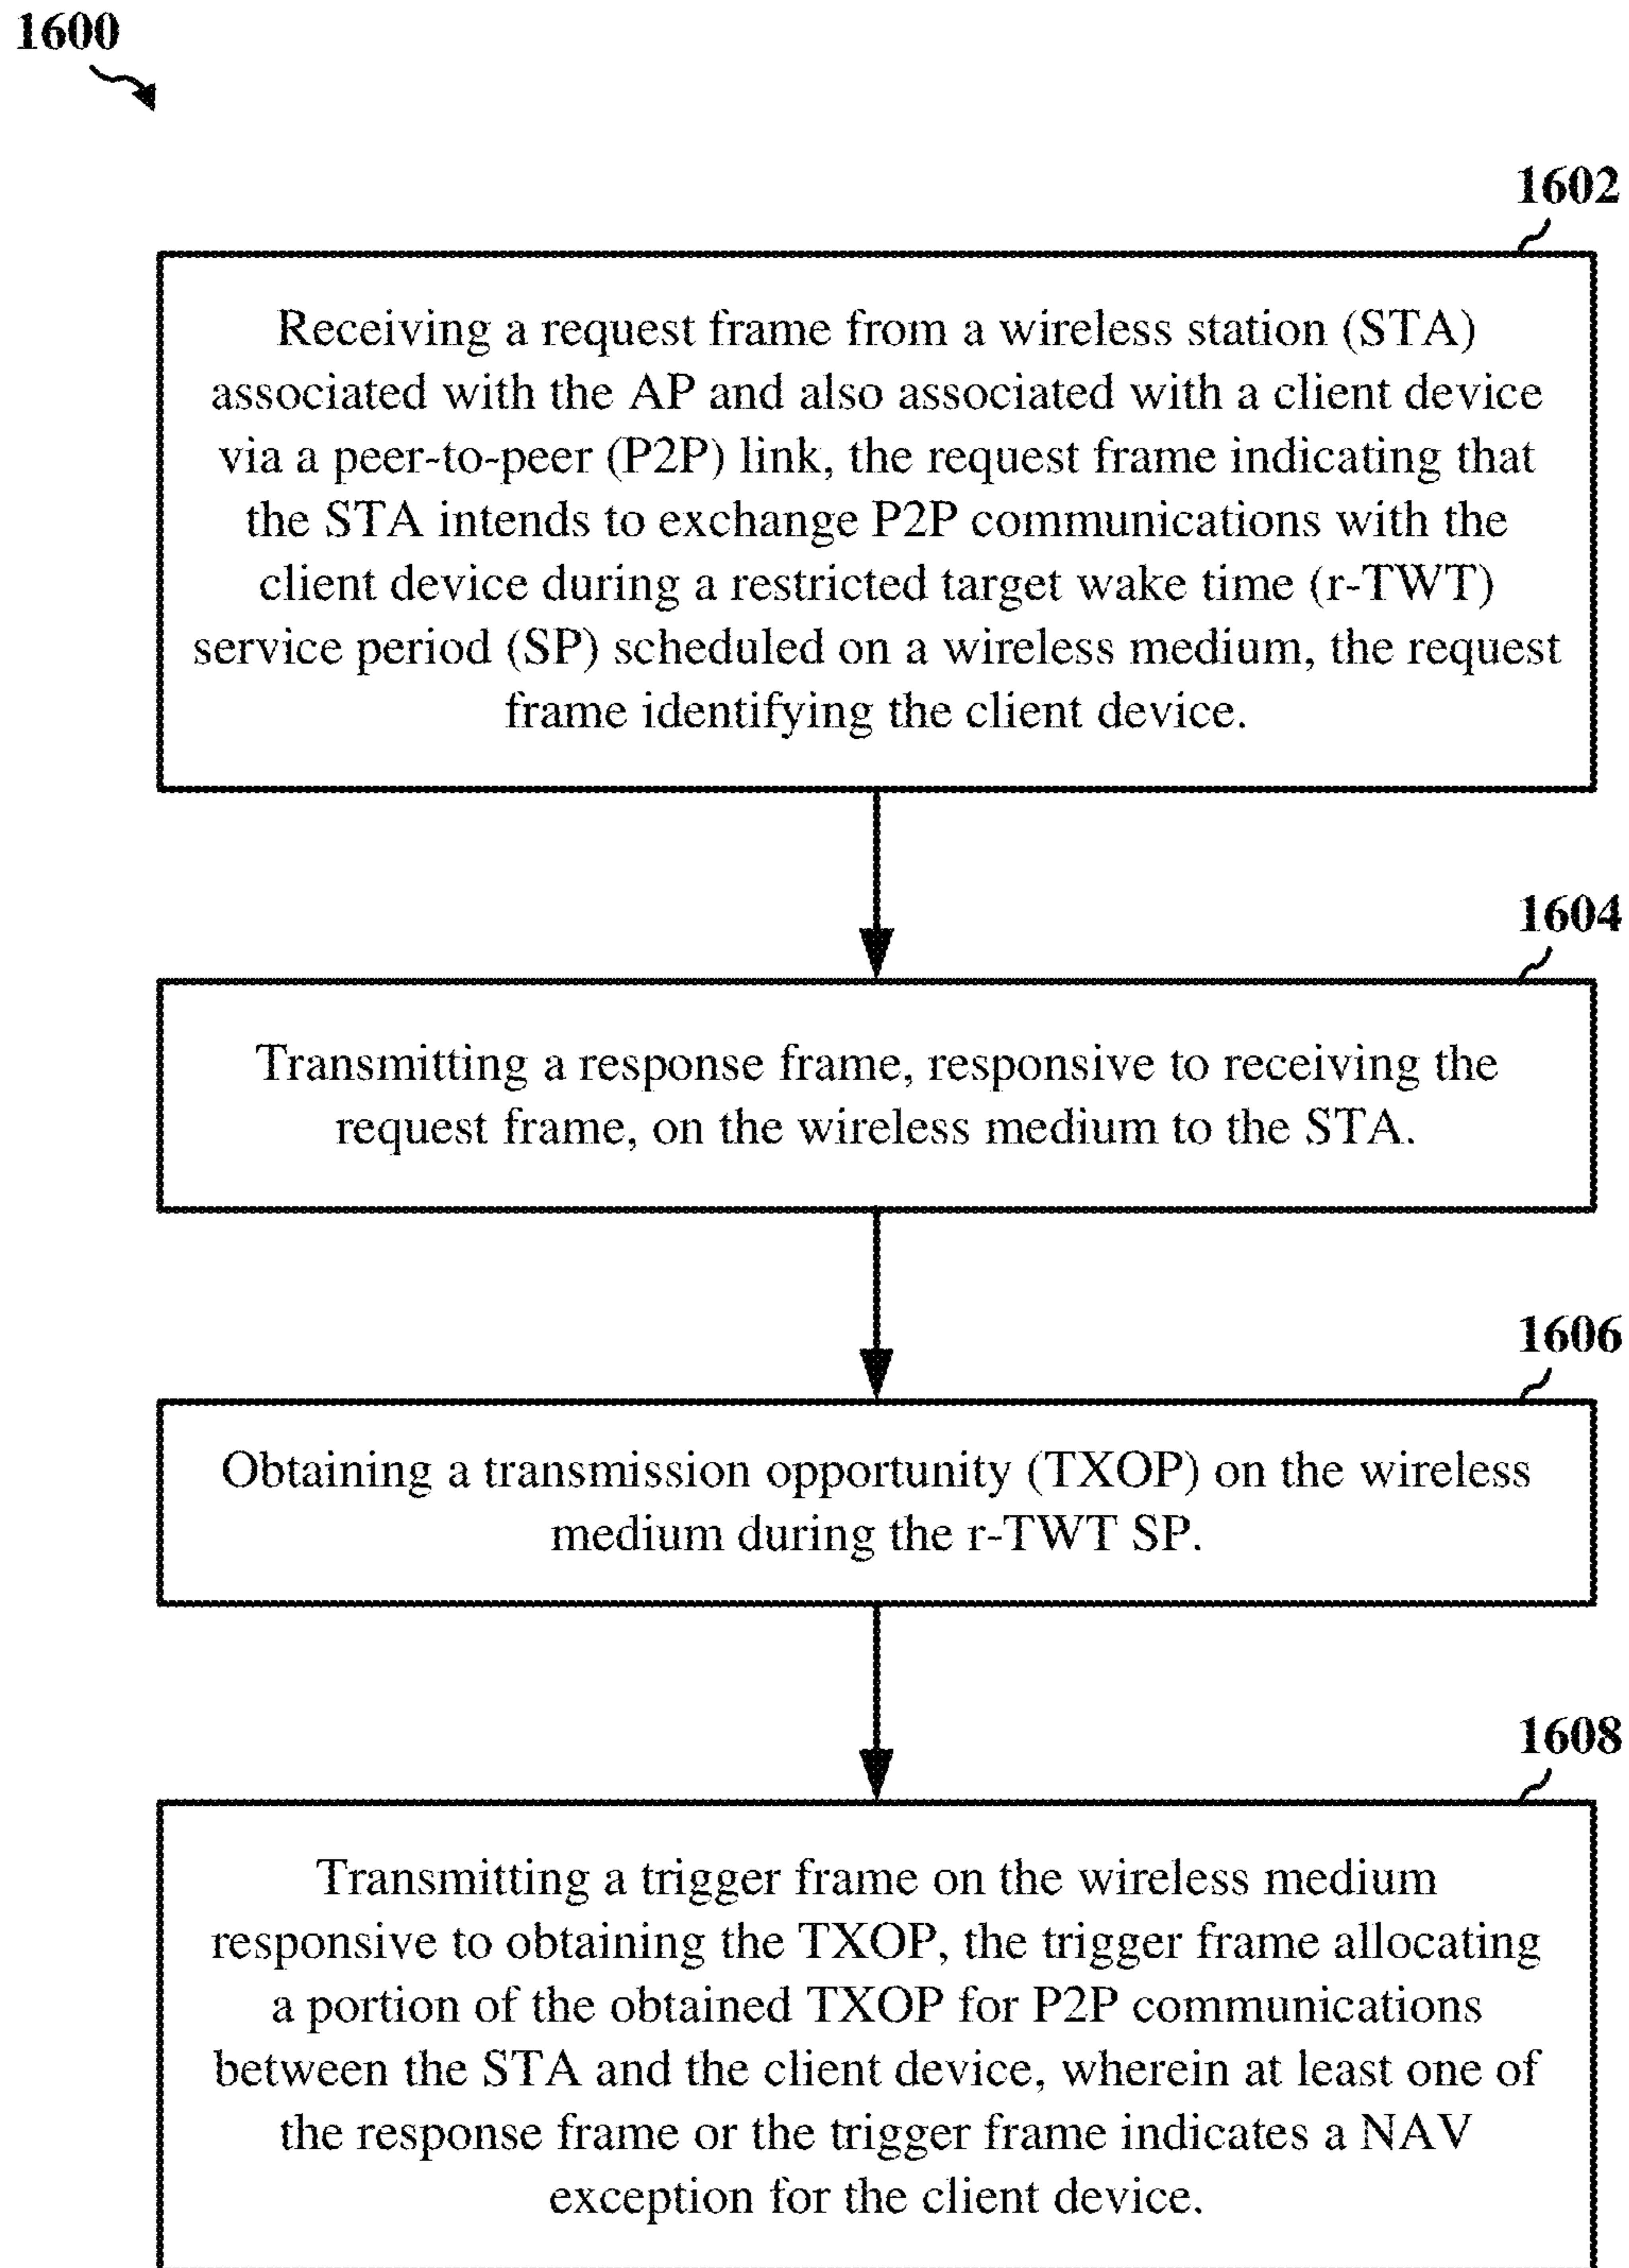 1600
1602
Receiving a request frame from a wireless station (STA)
associated with the AP and also associated with a client device
via a peer-to-peer (P2P) link, the request frame indicating that
the STA intends to exchange P2P communications with the
client device during a restricted target wake time (r-TWT)
service period (SP) scheduled on a wireless medium, the request
frame identifying the client device.
1604
Transmitting a response frame, responsive to receiving the
request frame, on the wireless medium to the STA.
1606
Obtaining a transmission opportunity (TXOP) on the wireless
medium during the r-TWT SP.
1608
Transmitting a trigger frame on the wireless medium
responsive to obtaining the TXOP, the trigger frame allocating
a portion of the obtained TXOP for P2P communications
between the STA and the client device, wherein at least one of
the response frame or the trigger frame indicates a NAV
exception for the client device.